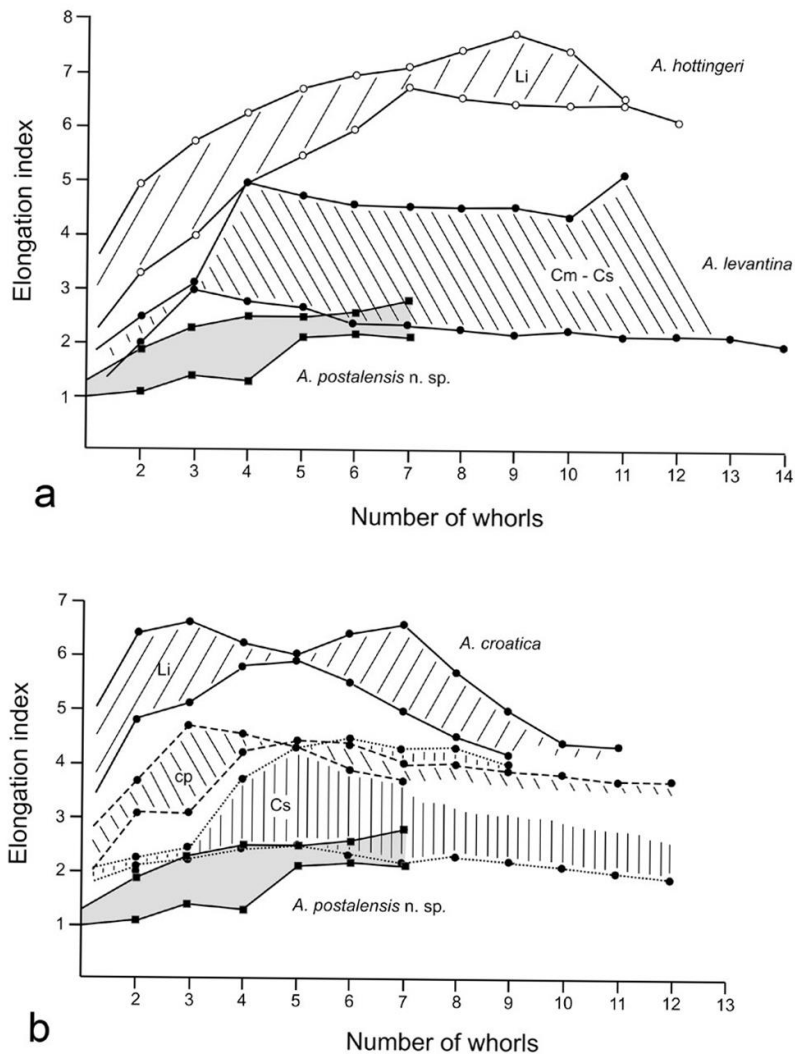 8
7
6
5
4
3
2
1
Elongation index
A. hottingeri
Li
A. levantina
Cm - Cs
A. postalensis n. sp.
2 3 4 5 6 7 8 9 10 11 12 13 14
a
Number of whorls
7
6
5
4
3
2
1
Elongation index
A. croatica
Li
cp
Cs
A. postalensis n. sp.
2 3 4 5 6 7 8 9 10 11 12 13
b
Number of whorls